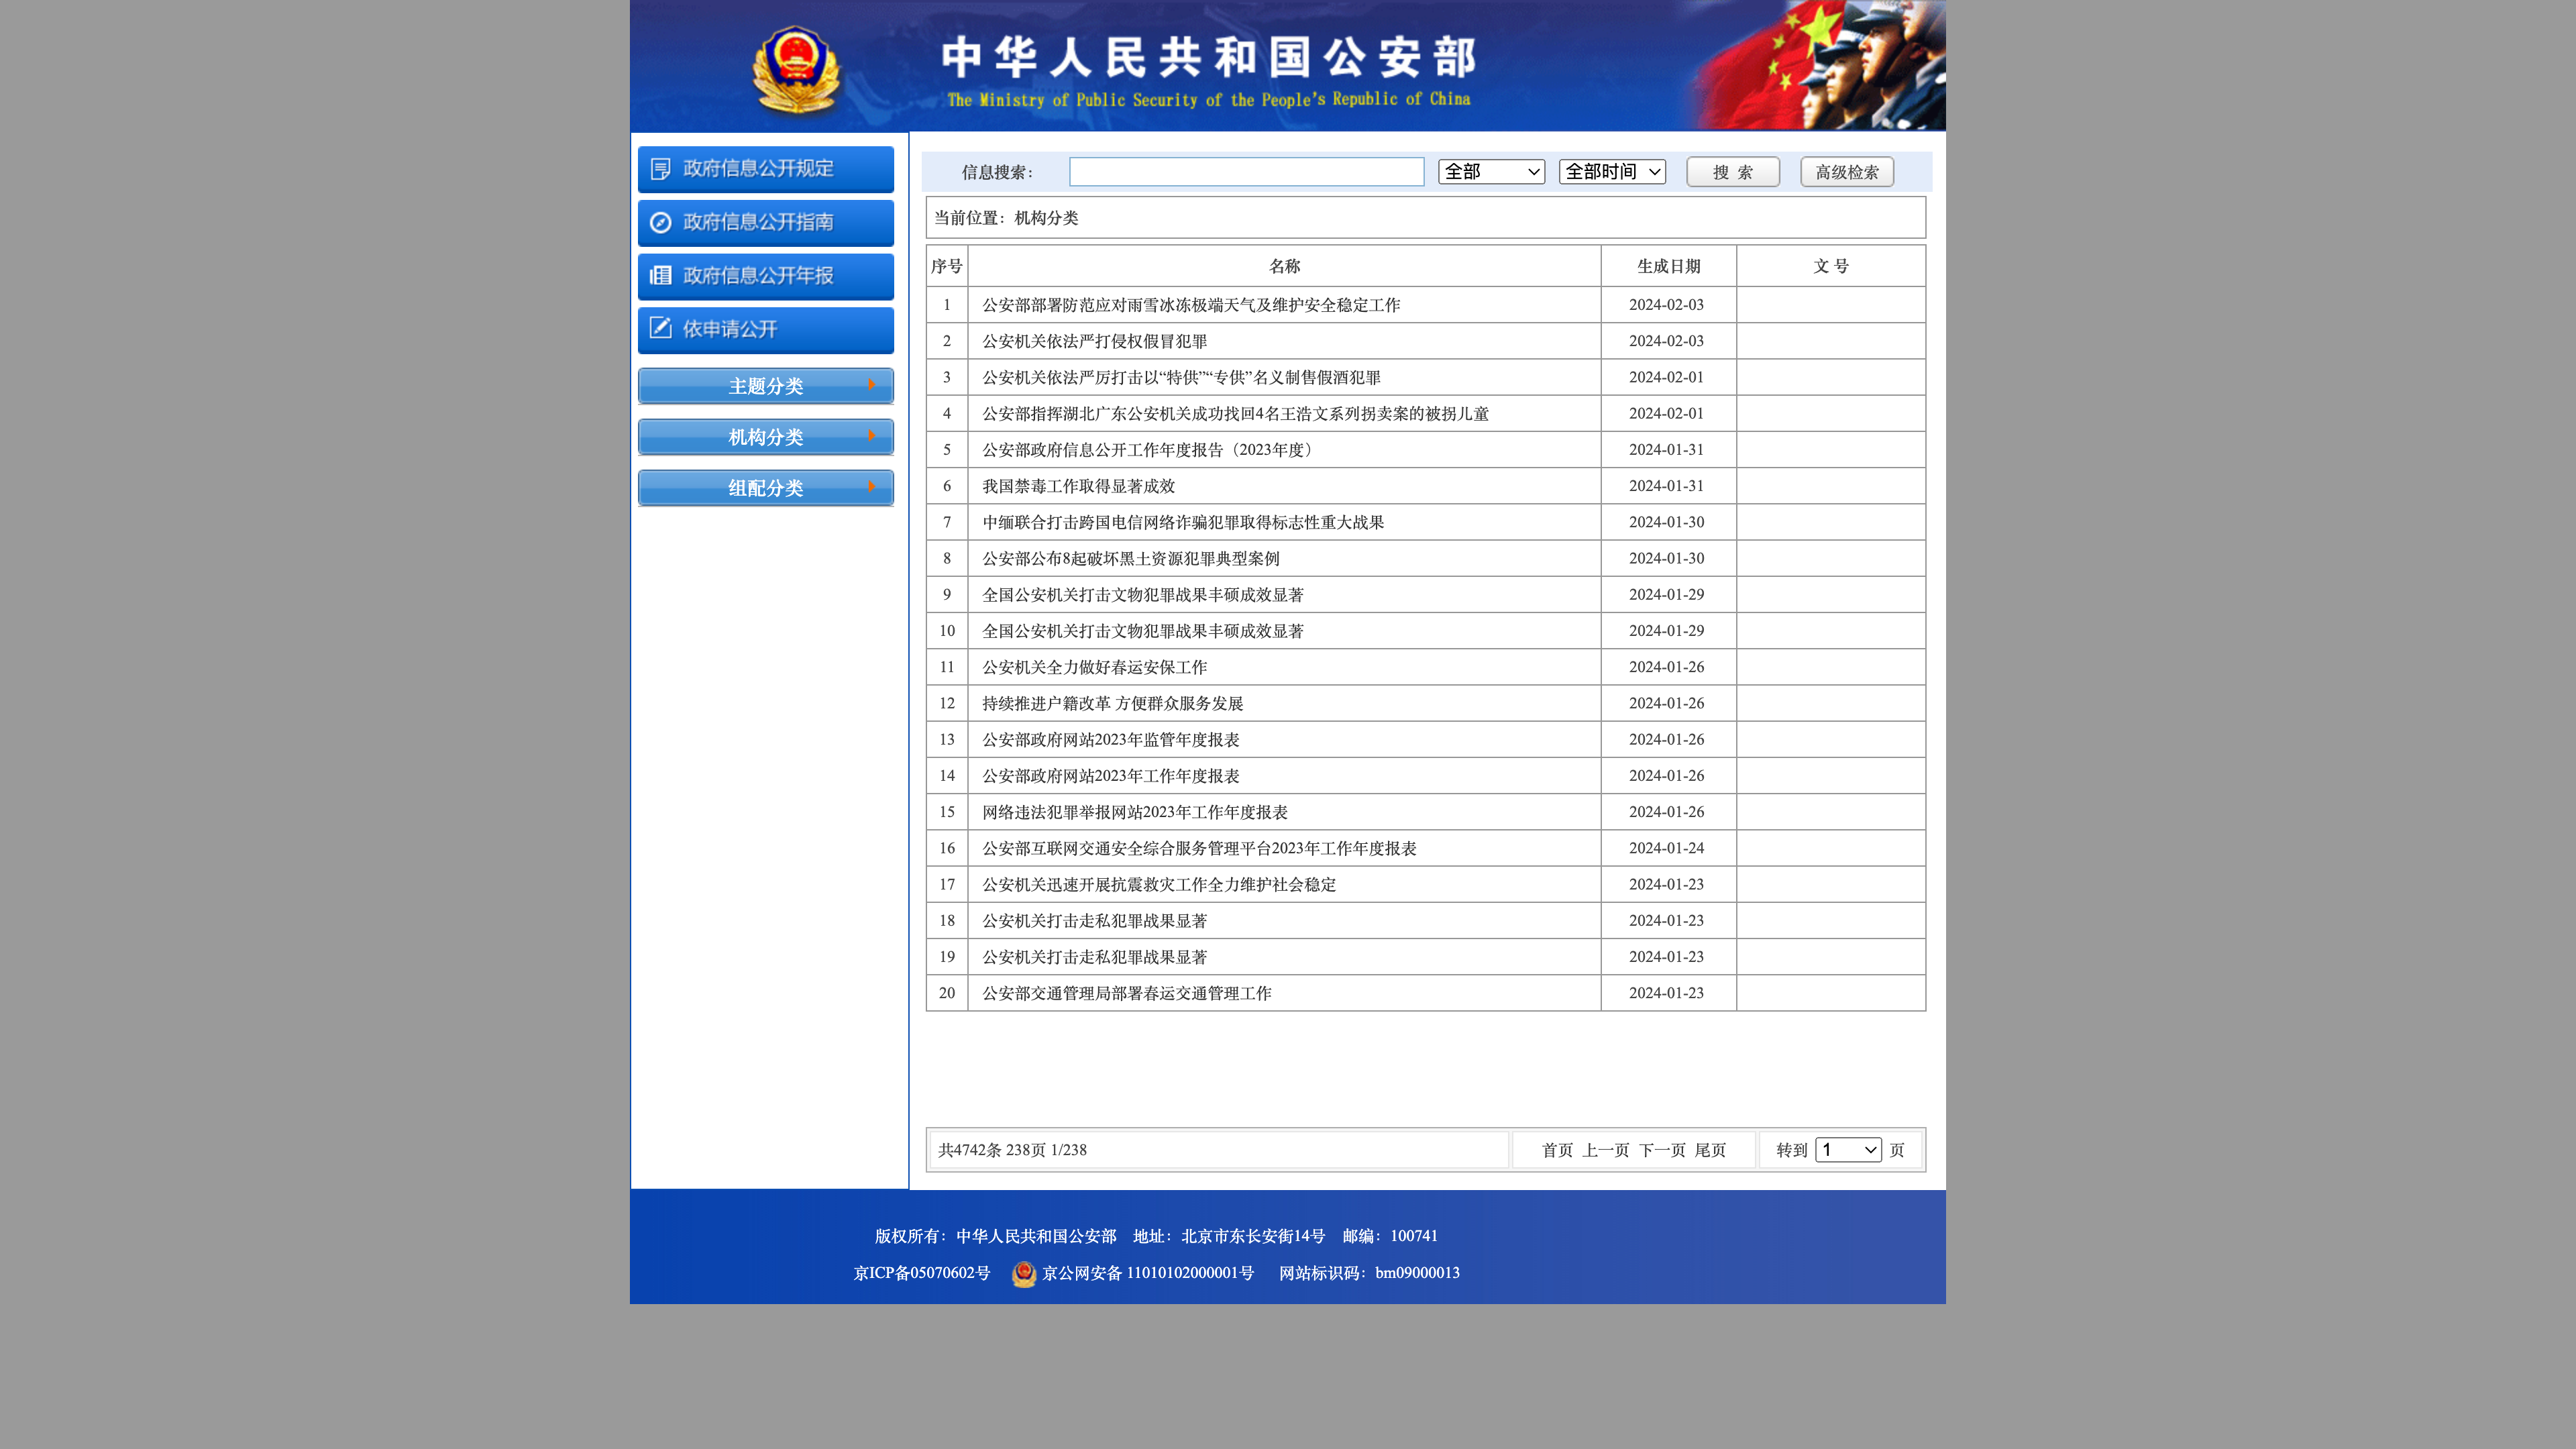 中华人民共和国公安部
The Ministry of Public Security of the People's Republic of China
政府信息公开规定
政府信息公开指南
政府信息公开年报
依申请公开
主题分类
机构分类
组配分类
信息搜索： 全部 全部时间 搜 索 高级检索
当前位置：机构分类
序号 名称 生成日期 文 号
1 公安部部署防范应对雨雪冰冻极端天气及维护安全稳定工作 2024-02-03
2 公安机关依法严打侵权假冒犯罪 2024-02-03
3 公安机关依法严厉打击以“特供”“专供”名义制售假酒犯罪 2024-02-01
4 公安部指挥湖北广东公安机关成功找回4名王浩文系列拐卖案的被拐儿童 2024-02-01
5 公安部政府信息公开工作年度报告（2023年度） 2024-01-31
6 我国禁毒工作取得显著成效 2024-01-31
7 中缅联合打击跨国电信网络诈骗犯罪取得标志性重大战果 2024-01-30
8 公安部公布8起破坏黑土资源犯罪典型案例 2024-01-30
9 全国公安机关打击文物犯罪战果丰硕成效显著 2024-01-29
10 全国公安机关打击文物犯罪战果丰硕成效显著 2024-01-29
11 公安机关全力做好春运安保工作 2024-01-26
12 持续推进户籍改革 方便群众服务发展 2024-01-26
13 公安部政府网站2023年监管年度报表 2024-01-26
14 公安部政府网站2023年工作年度报表 2024-01-26
15 网络违法犯罪举报网站2023年工作年度报表 2024-01-26
16 公安部互联网交通安全综合服务管理平台2023年工作年度报表 2024-01-24
17 公安机关迅速开展抗震救灾工作全力维护社会稳定 2024-01-23
18 公安机关打击走私犯罪战果显著 2024-01-23
19 公安机关打击走私犯罪战果显著 2024-01-23
20 公安部交通管理局部署春运交通管理工作 2024-01-23
共4742条 238页 1/238 首页 上一页 下一页 尾页 转到 1 页
版权所有：中华人民共和国公安部 地址：北京市东长安街14号 邮编：100741
京ICP备05070602号 京公网安备 11010102000001号 网站标识码：bm09000013